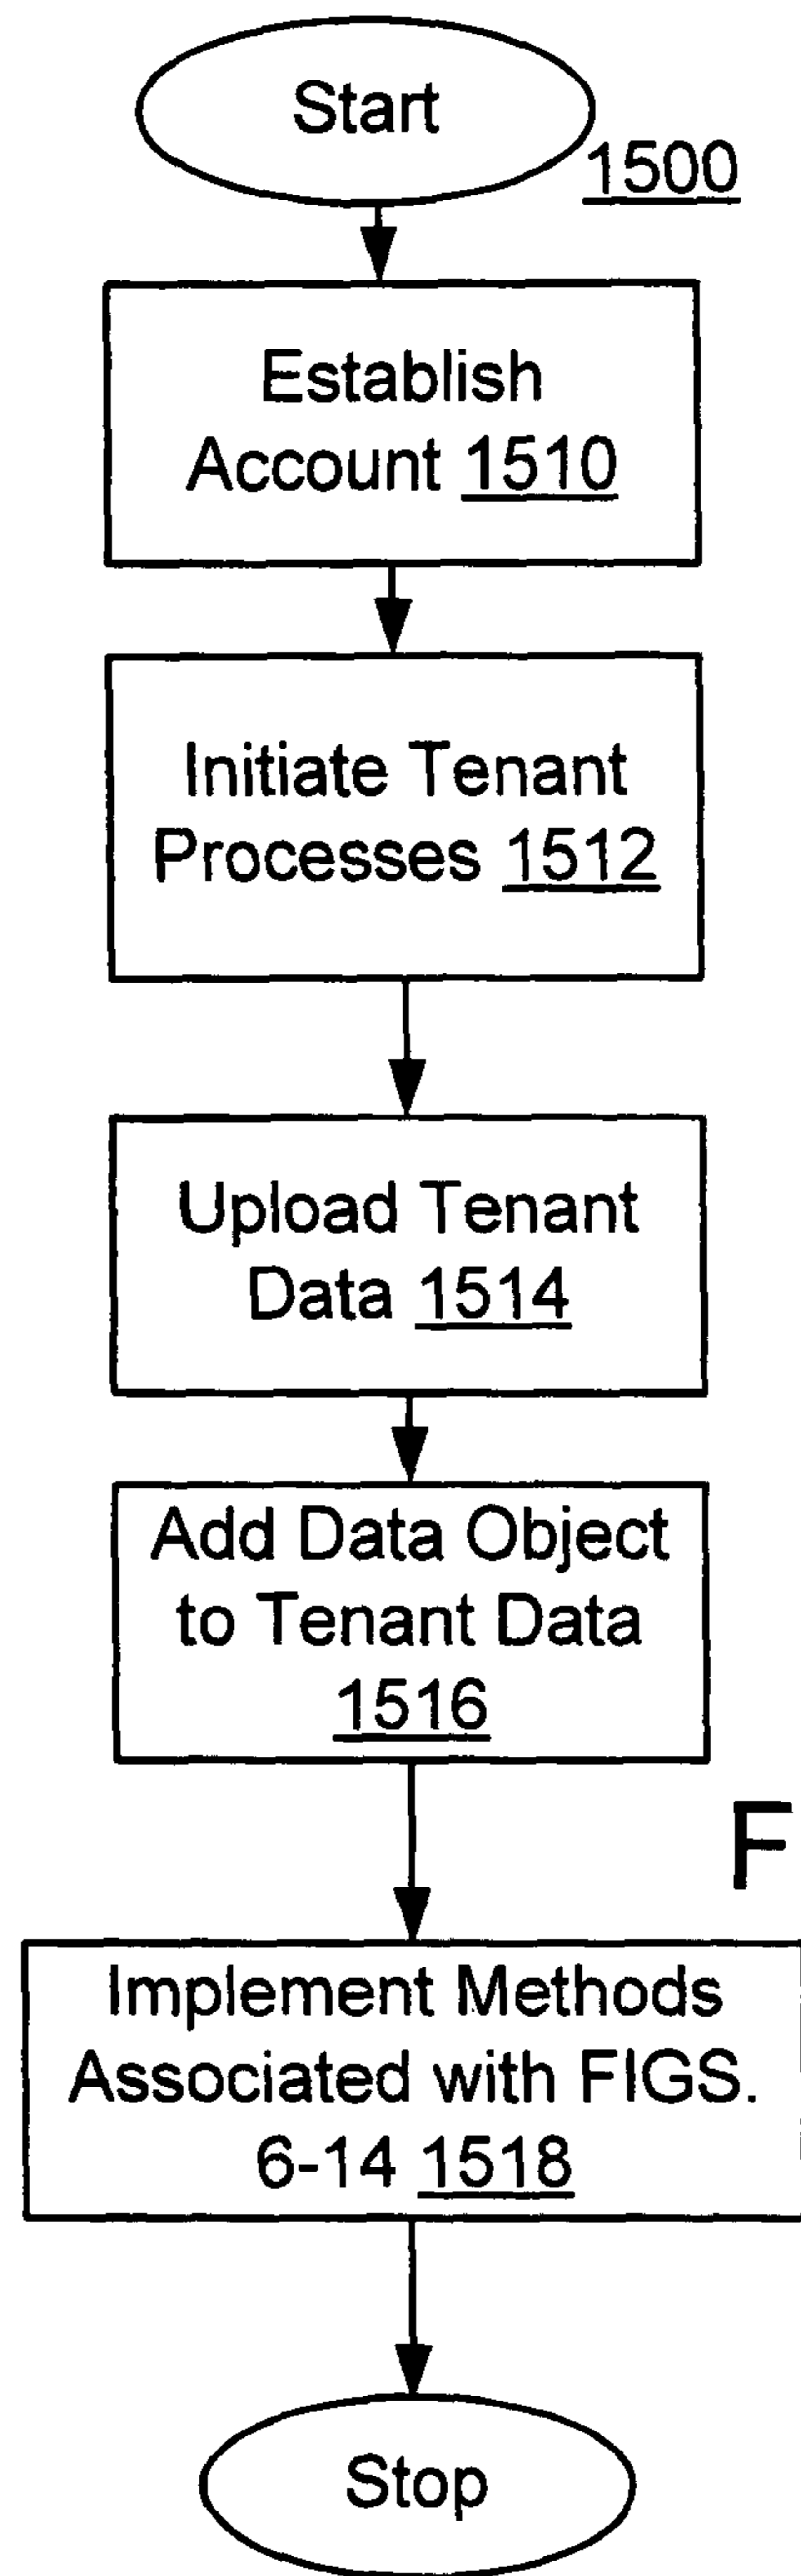 Start
1500
Establish
Account 1510
Initiate Tenant
Processes 1512
Upload Tenant
Data 1514
Add Data Object
to Tenant Data
1516
F
Implement Methods
Associated with FIGS.
6-14 1518
Stop